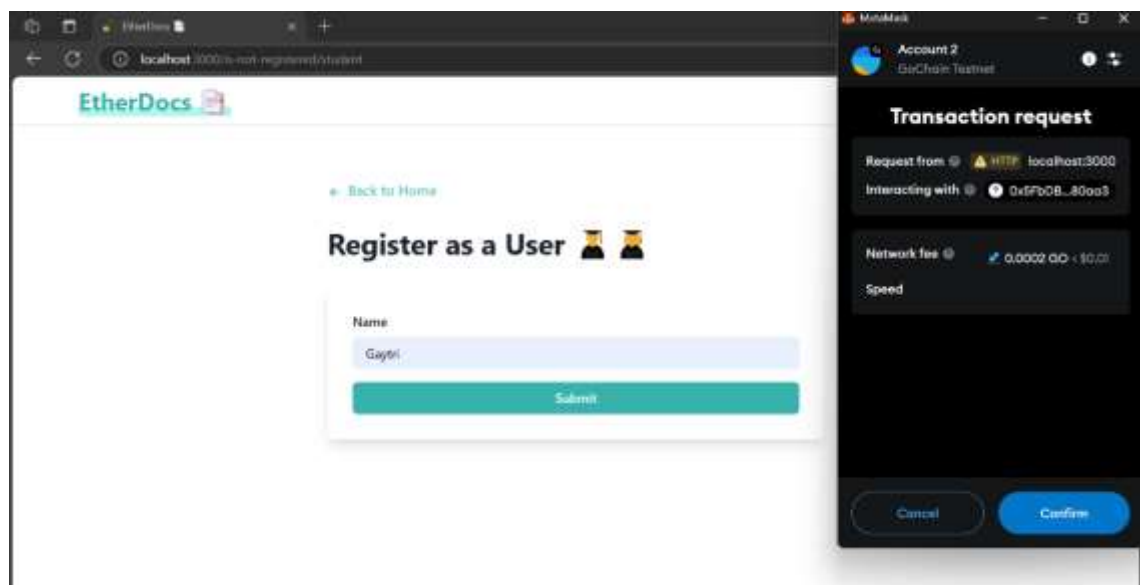 EtherDocs
localhost:3000/is-not-registered/student
EtherDocs
← Back to Home
Register as a User
Name
Gaytri
Submit
MetaMask
Account 2
GoChain Testnet
Transaction request
Request from HTTP localhost:3000
Interacting with 0x5FbDB...80aa3
Network fee 0.0002 GO < $0.01
Speed
Cancel
Confirm